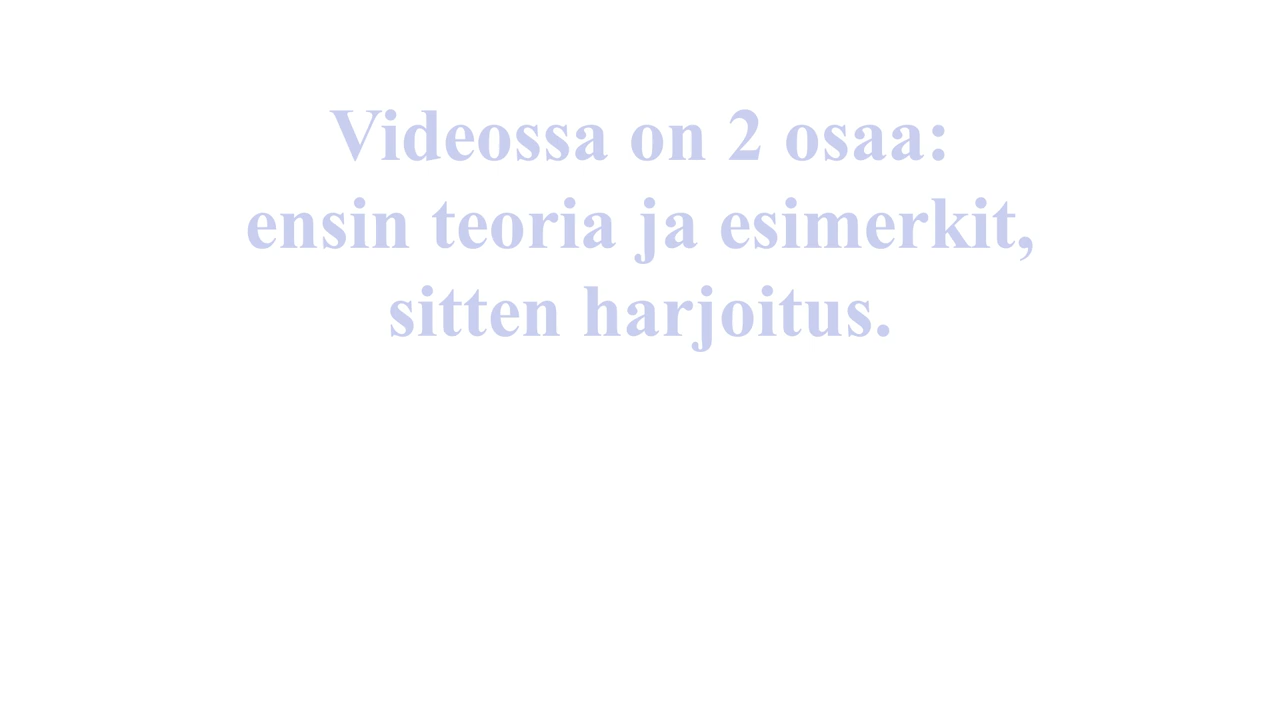 Videossa on 2 osaa:
ensin teoria ja esimerkit,
sitten harjoitus.